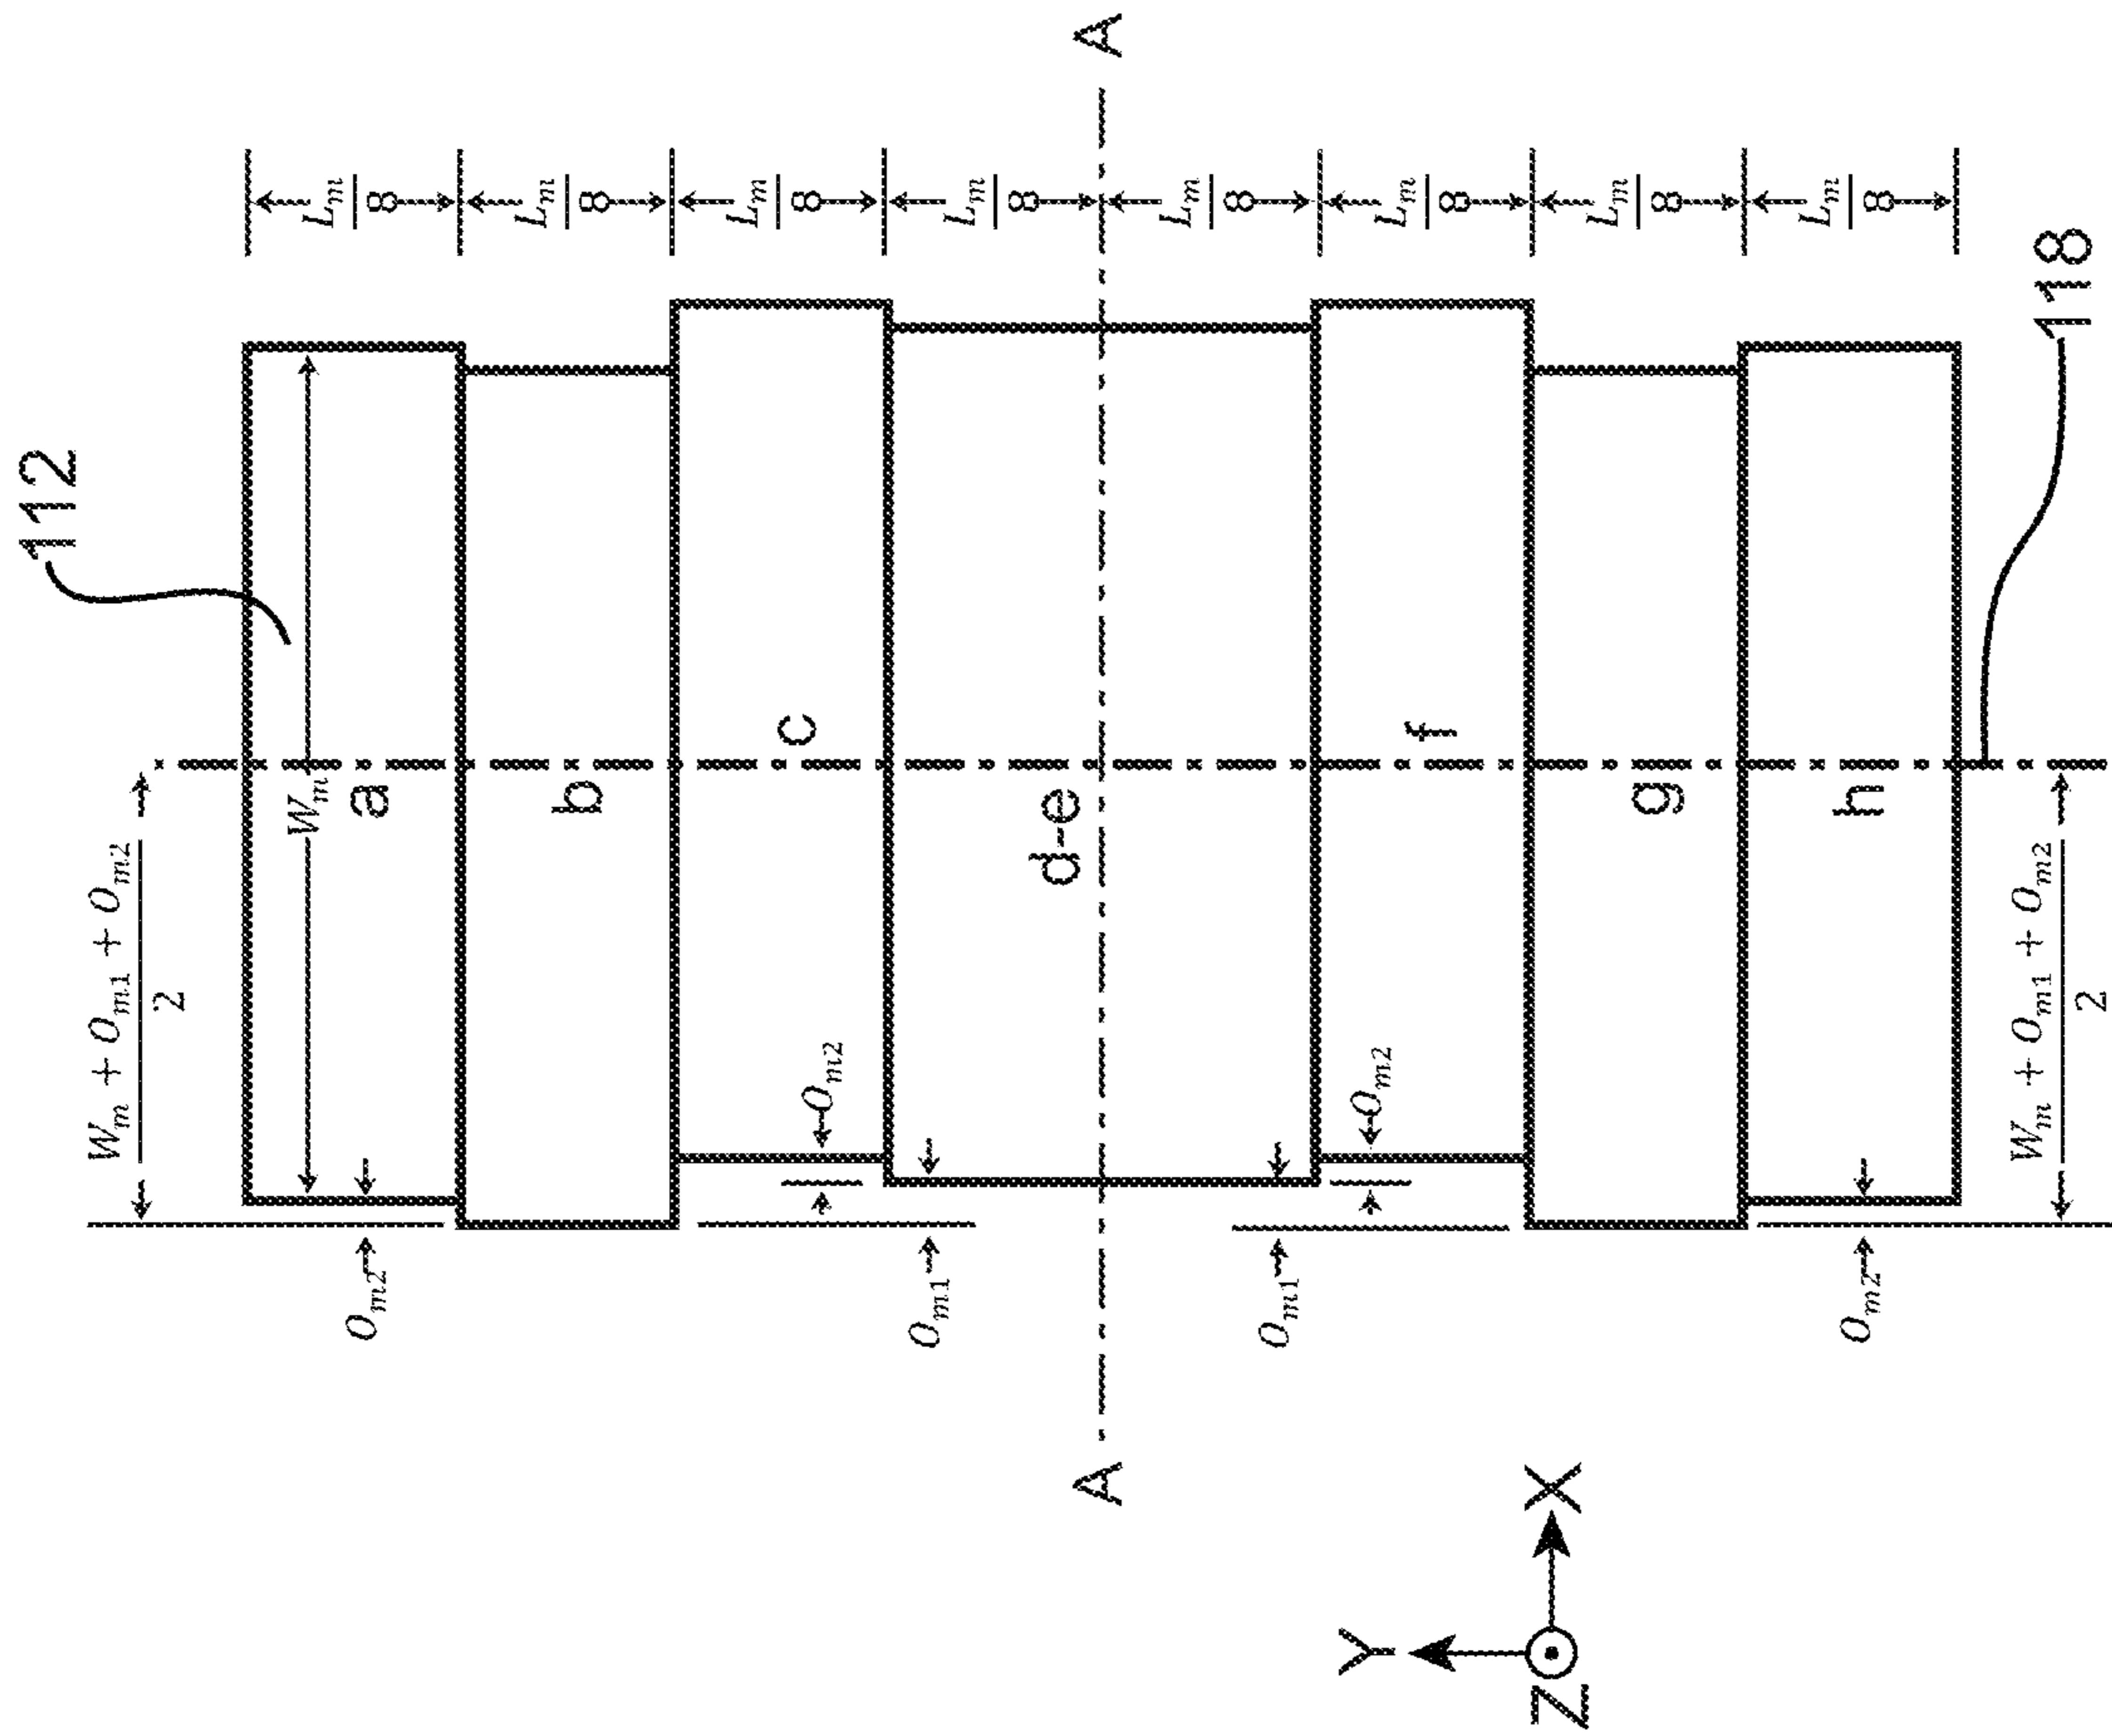 112
118
A
A
W_m + O_m1 + O_m2
2
W_m
a
b
c
d-e
f
g
h
L_m
8
L_m
8
L_m
8
L_m
8
L_m
8
L_m
8
L_m
8
L_m
8
O_m2
O_m2
O_m1
O_m1
O_m2
O_m2
W_m + O_m1 + O_m2
2
Y
X
Z